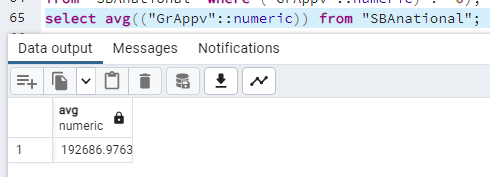 65
select avg(("GrAppv"::numeric)) from "SBAnational";
Data output Messages Notifications
avg
numeric
1 192686.9763